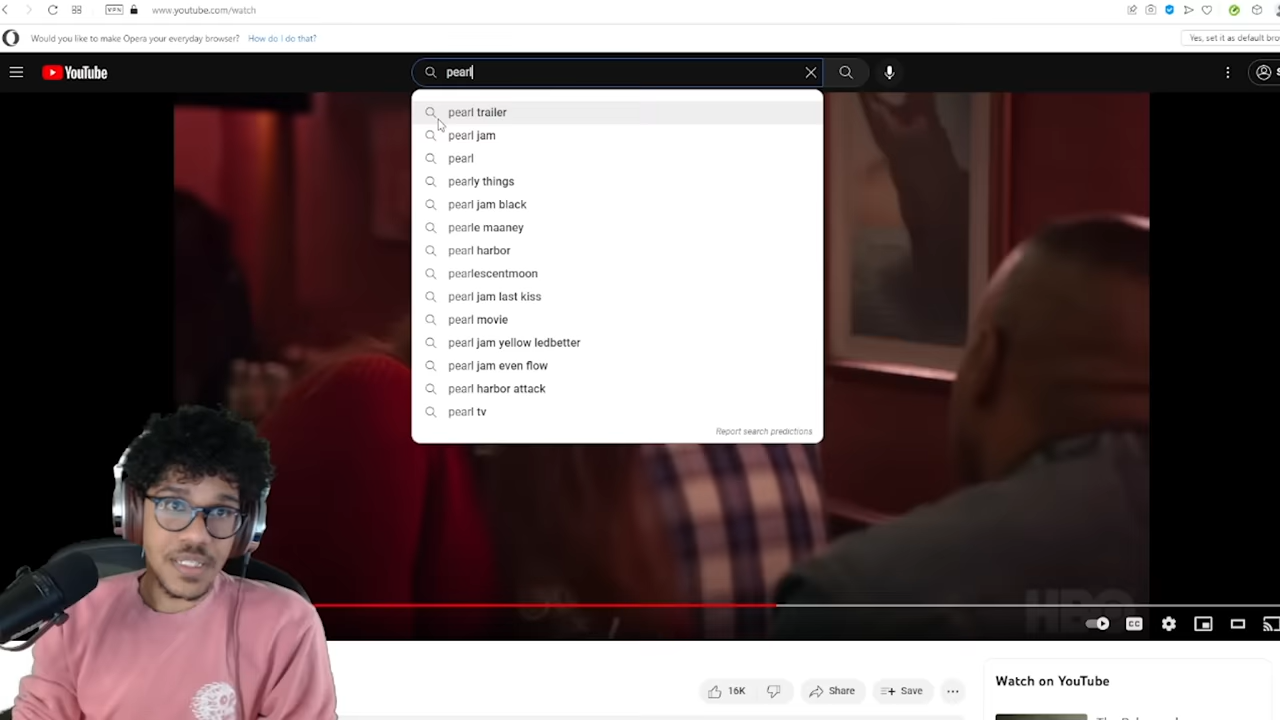 VPN
www.youtube.com/watch
Would you like to make Opera your everyday browser? How do I do that?
Yes, set it as default
YouTube
pearl
pearl trailer
pearl jam
pearl
pearly things
pearl jam black
pearle maaney
pearl harbor
pearlescentmoon
pearl jam last kiss
pearl movie
pearl jam yellow ledbetter
pearl jam even flow
pearl harbor attack
pearl tv
Report search predictions
HBO
CC
16K
Share
Save
Watch on YouTube